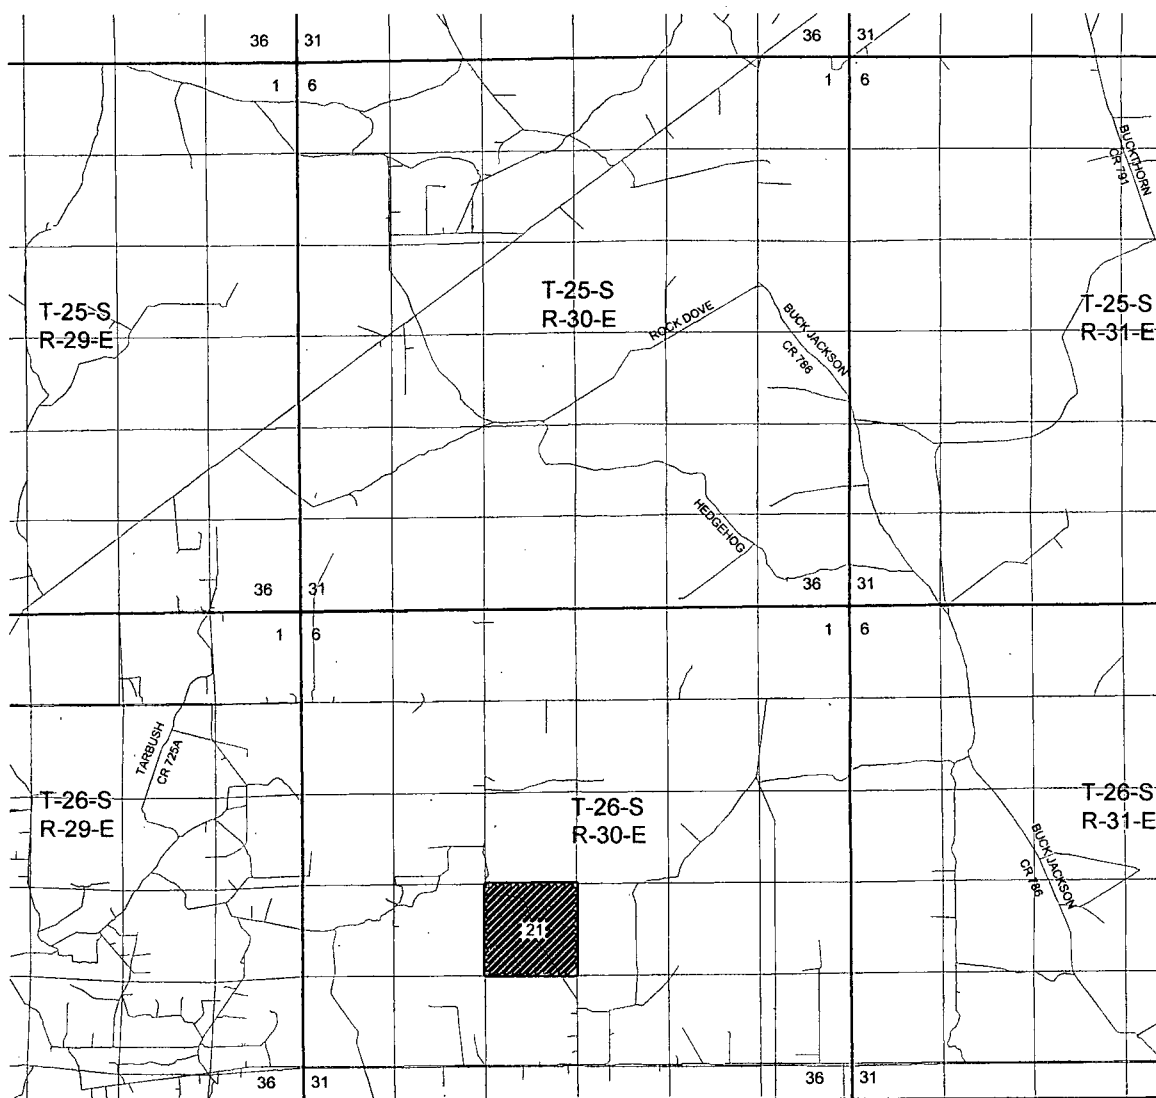 36 31 36 31
1 6 1 6
BUCKTHORN
CR 791
T-25-S
R-29-E
T-25-S
R-30-E
T-25-S
R-31-E
ROCK DOVE
BUCK JACKSON
CR 786
HEDGEHOG
36 31 36 31
1 6 1 6
TARBUSH
CR 725A
T-26-S
R-29-E
T-26-S
R-30-E
T-26-S
R-31-E
BUCK JACKSON
CR 786
21
36 31 36 31